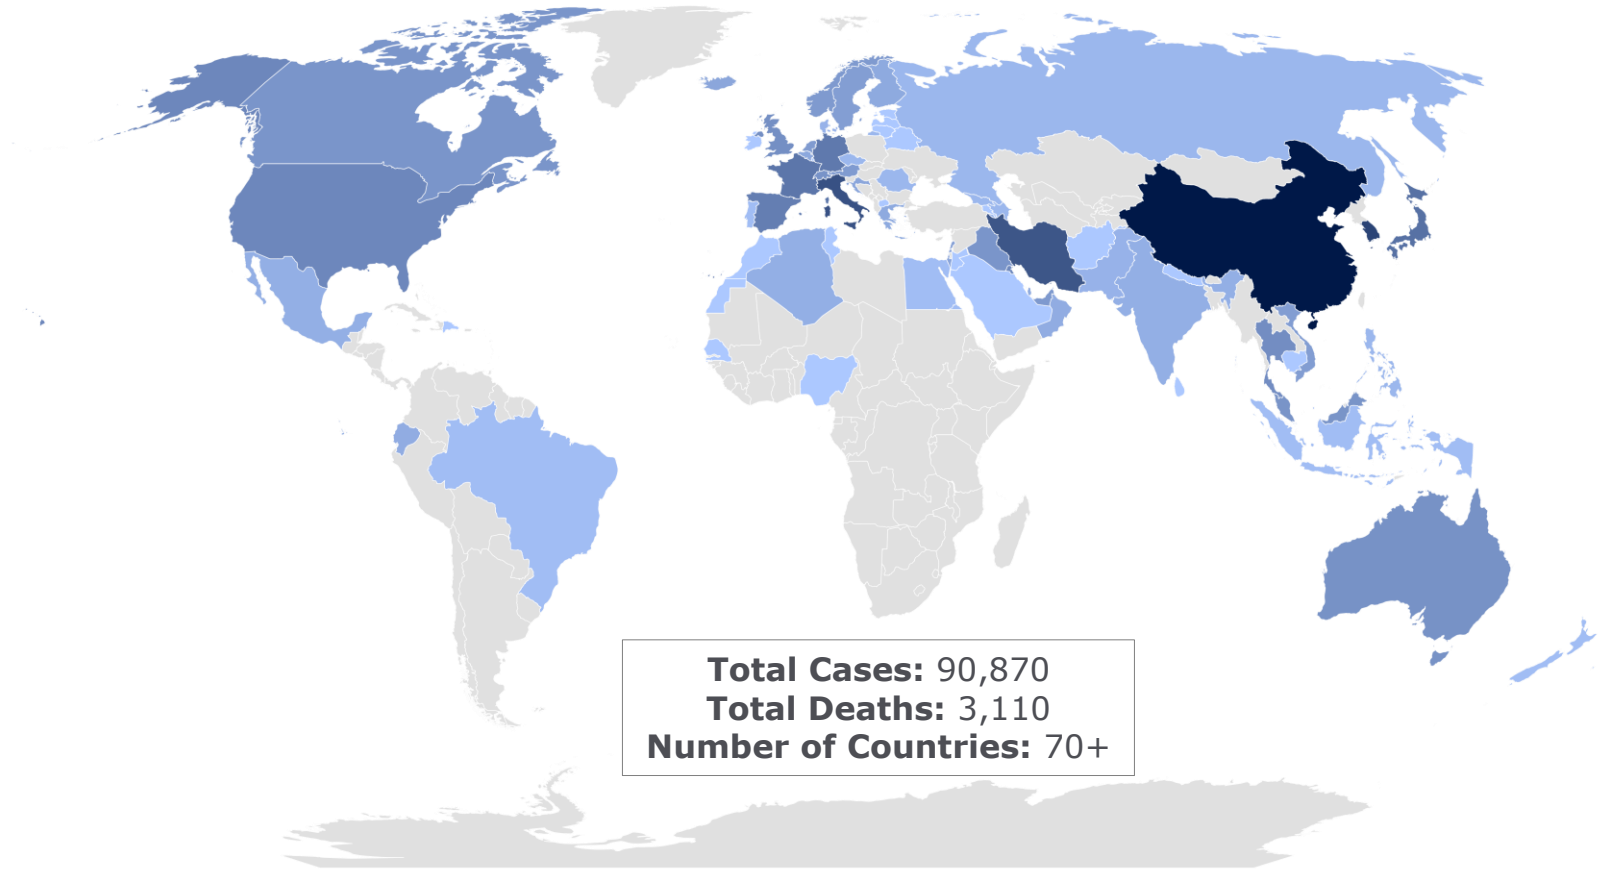 Total Cases: 90,870
Total Deaths: 3,110
Number of Countries: 70+